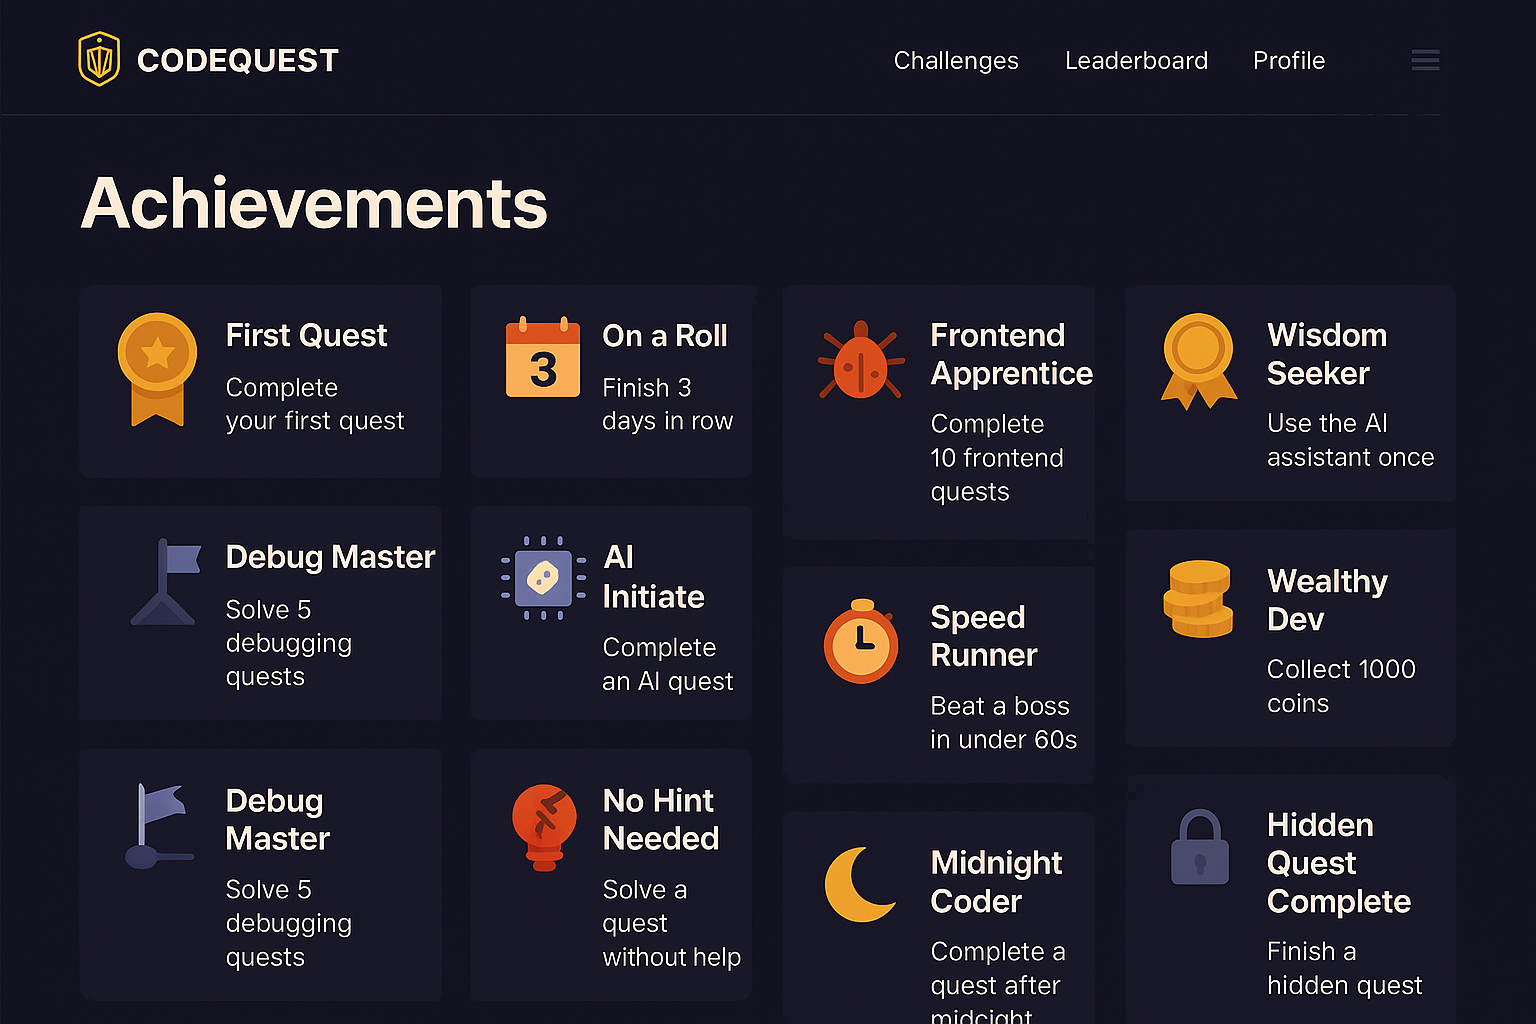 CODEQUEST
Challenges
Leaderboard
Profile
Achievements
First Quest
Complete
your first quest
On a Roll
3
Finish 3
days in row
Frontend
Apprentice
Complete
10 frontend
quests
Wisdom
Seeker
Use the AI
assistant once
Debug Master
Solve 5
debugging
quests
AI
Initiate
Complete
an AI quest
Speed
Runner
Beat a boss
in under 60s
Wealthy
Dev
Collect 1000
coins
Debug
Master
Solve 5
debugging
quests
No Hint
Needed
Solve a
quest
without help
Midnight
Coder
Complete a
quest after
midcight
Hidden
Quest
Complete
Finish a
hidden quest